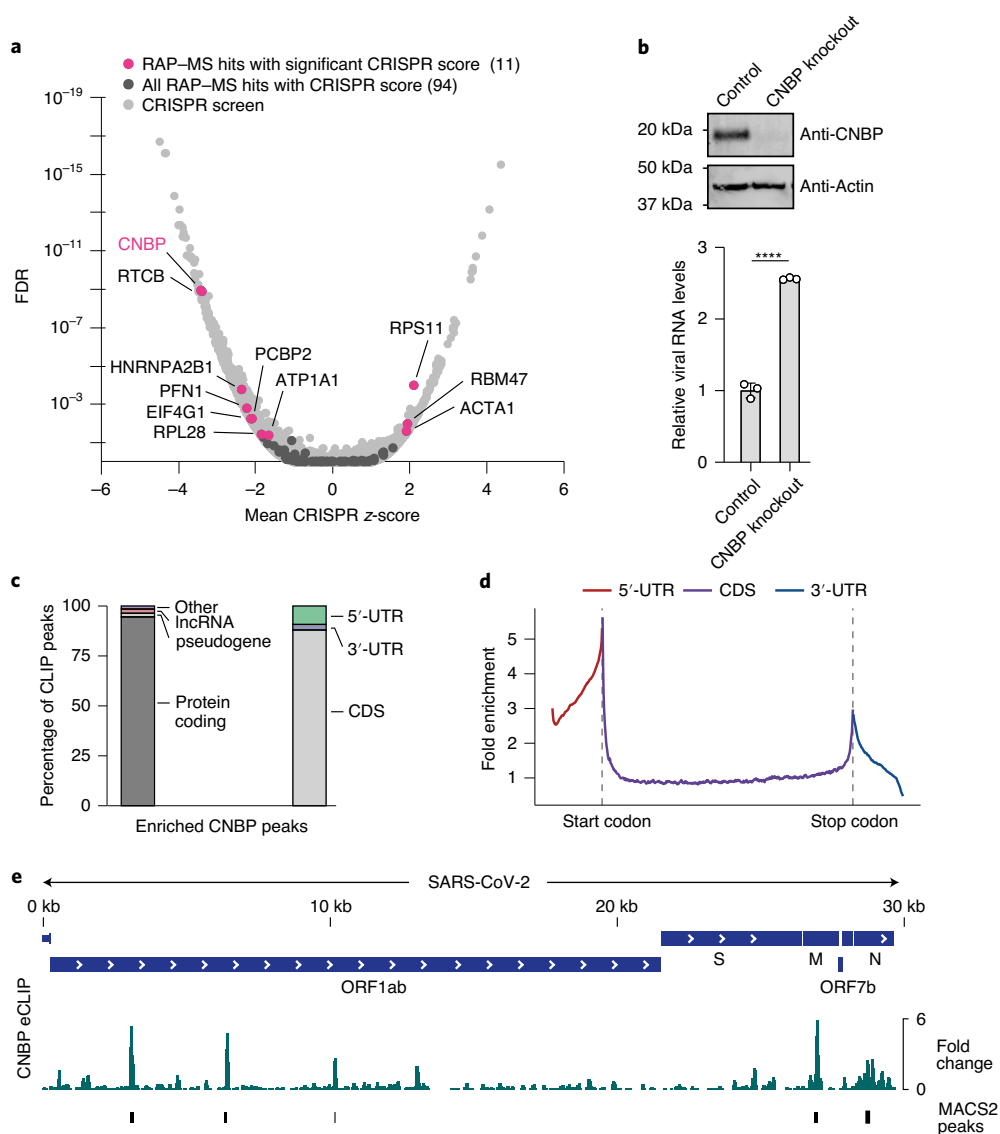 a
RAP–MS hits with significant CRISPR score (11)
All RAP–MS hits with CRISPR score (94)
CRISPR screen
10−19
10−15
10−11
10−7
10−3
FDR
CNBP
RTCB
HNRNPA2B1
PFN1
EIF4G1
RPL28
PCBP2
ATP1A1
RPS11
RBM47
ACTA1
−6 −4 −2 0 2 4 6
Mean CRISPR z-score
b
Control CNBP knockout
20 kDa Anti-CNBP
50 kDa
Anti-Actin
37 kDa
Relative viral RNA levels
3
2
1
0
****
Control CNBP knockout
c
Percentage of CLIP peaks
100
75
50
25
0
Other
lncRNA
pseudogene
Protein
coding
5′-UTR
3′-UTR
CDS
Enriched CNBP peaks
d
5′-UTR CDS 3′-UTR
Fold enrichment
5
4
3
2
1
Start codon Stop codon
e
SARS-CoV-2
0 kb 10 kb 20 kb 30 kb
S M N
ORF1ab ORF7b
CNBP eCLIP
6
Fold
change
0
MACS2
peaks